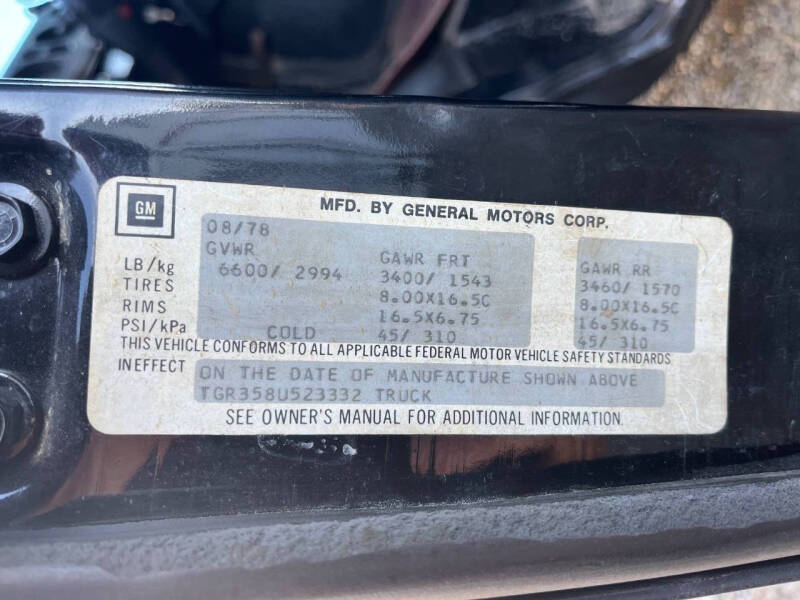 GM
MFD. BY GENERAL MOTORS CORP.
08/78
GVWR GAWR FRT GAWR RR
LB/kg 6600/ 2994 3400/ 1543 3460/ 1570
TIRES 8.00X16.5C 8.00X16.5C
RIMS 16.5X6.75 16.5X6.75
PSI/kPa COLD 45/ 310 45/ 310
THIS VEHICLE CONFORMS TO ALL APPLICABLE FEDERAL MOTOR VEHICLE SAFETY STANDARDS
IN EFFECT ON THE DATE OF MANUFACTURE SHOWN ABOVE
TGR358U523332 TRUCK
SEE OWNER'S MANUAL FOR ADDITIONAL INFORMATION.